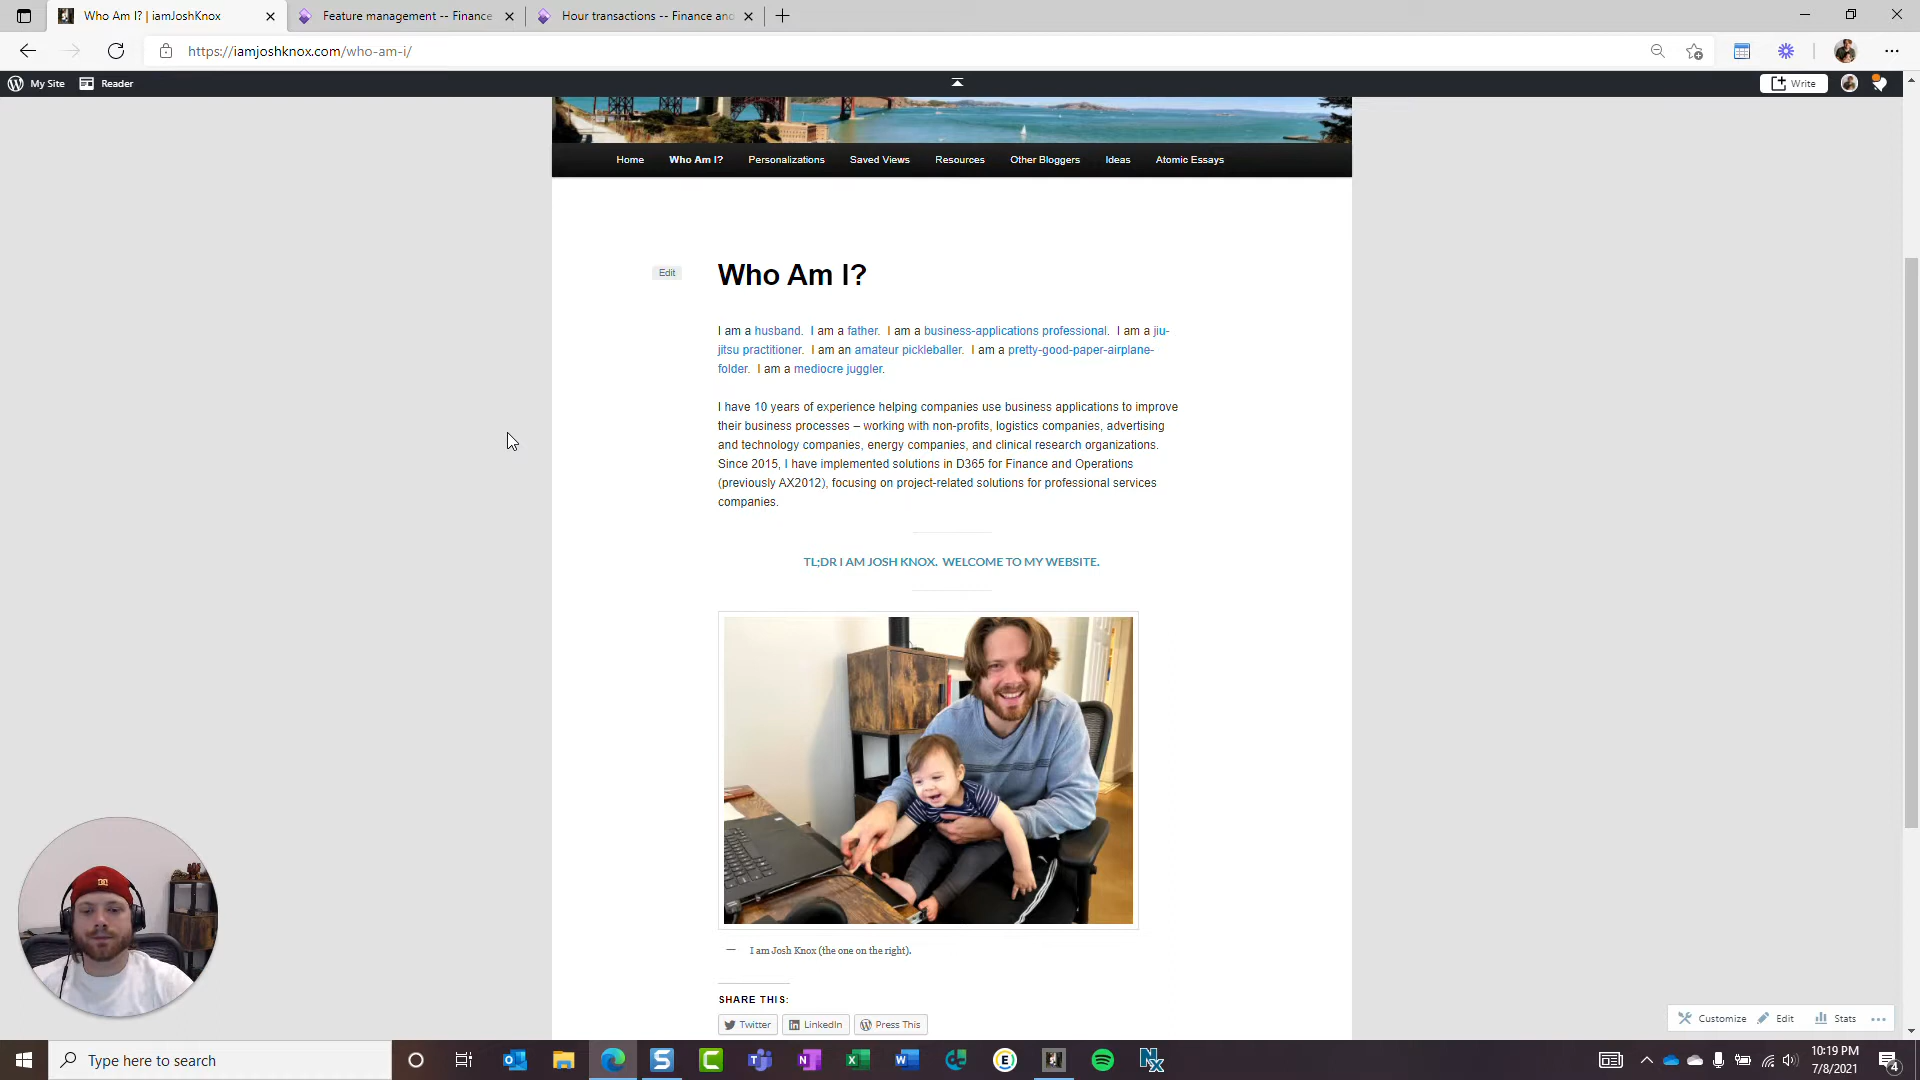 Who Am I? | iamJoshKnox
Feature management -- Finance
Hour transactions -- Finance and
https://iamjoshknox.com/who-am-i/
My Site
Reader
Write
Home
Who Am I?
Personalizations
Saved Views
Resources
Other Bloggers
Ideas
Atomic Essays
Edit
Who Am I?
I am a husband.  I am a father.  I am a business-applications professional.  I am a jiu-
jitsu practitioner.  I am an amateur pickleballer.  I am a pretty-good-paper-airplane-
folder.  I am a mediocre juggler.
I have 10 years of experience helping companies use business applications to improve
their business processes – working with non-profits, logistics companies, advertising
and technology companies, energy companies, and clinical research organizations.
Since 2015, I have implemented solutions in D365 for Finance and Operations
(previously AX2012), focusing on project-related solutions for professional services
companies.
TL;DR I AM JOSH KNOX.  WELCOME TO MY WEBSITE.
— I am Josh Knox (the one on the right).
SHARE THIS:
Twitter
LinkedIn
Press This
Customize
Edit
Stats
Type here to search
10:19 PM
7/8/2021
4